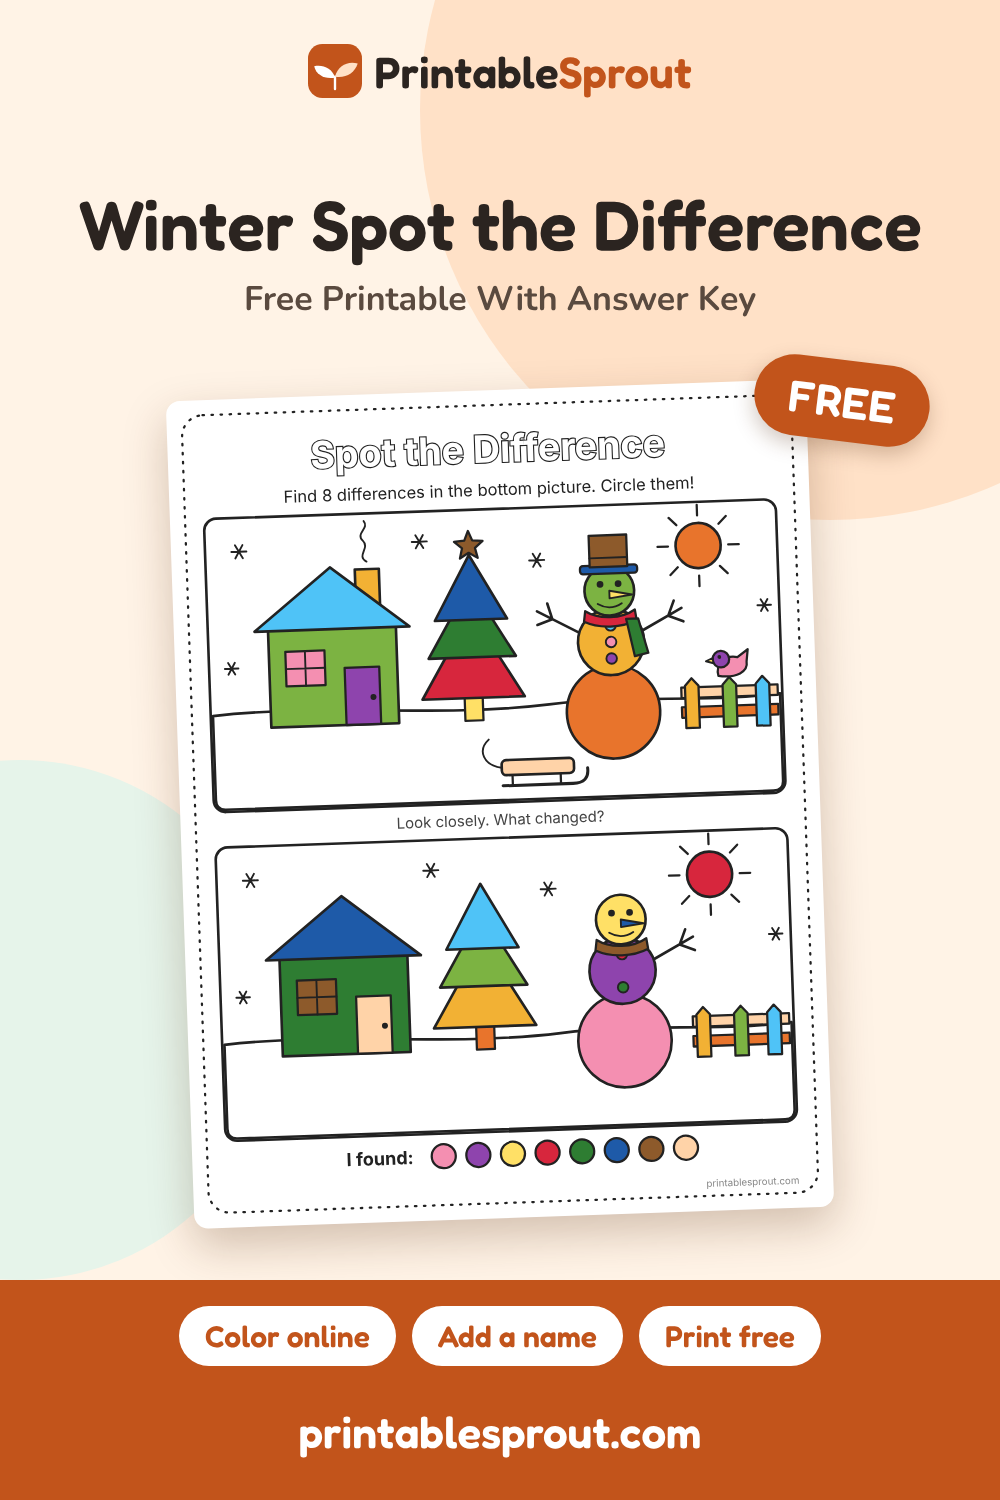 PrintableSprout
Winter Spot the Difference
Free Printable With Answer Key
FREE
Spot the Difference
Find 8 differences in the bottom picture. Circle them!
Look closely. What changed?
I found:
printablesprout.com
Color online
Add a name
Print free
printablesprout.com